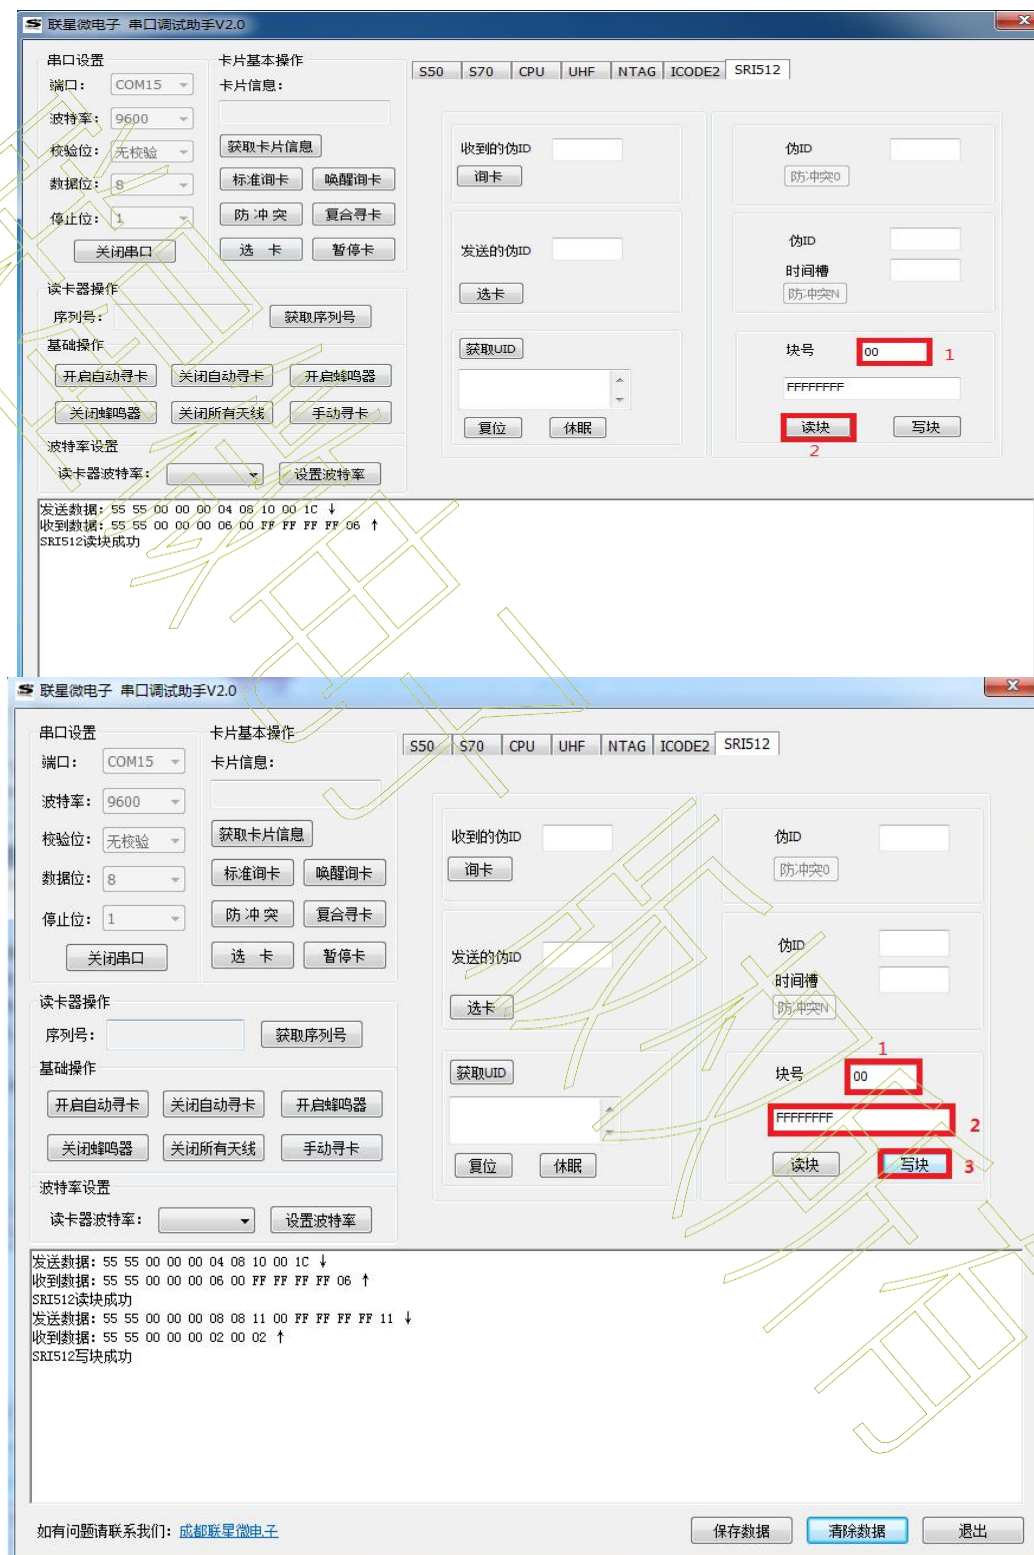 联星微电子 串口调试助手V2.0
串口设置
端口: COM15
波特率: 9600
校验位: 无校验
数据位: 8
停止位: 1
关闭串口
卡片基本操作
卡片信息:
获取卡片信息
标准询卡 唤醒询卡
防 冲 突 复合寻卡
选 卡 暂停卡
读卡器操作
序列号: 获取序列号
基础操作
开启自动寻卡 关闭自动寻卡 开启蜂鸣器
关闭蜂鸣器 关闭所有天线 手动寻卡
波特率设置
读卡器波特率: 设置波特率
S50 S70 CPU UHF NTAG ICODE2 SRI512
收到的伪ID
询卡
发送的伪ID
选卡
获取UID
复位 休眠
伪ID
防冲突0
伪ID
时间槽
防冲突N
块号 00 1
FFFFFFFF
读块 写块
2
发送数据: 55 55 00 00 00 04 08 10 00 1C ↓
收到数据: 55 55 00 00 00 06 00 FF FF FF FF 06 ↑
SRI512读块成功
联星微电子 串口调试助手V2.0
串口设置
端口: COM15
波特率: 9600
校验位: 无校验
数据位: 8
停止位: 1
关闭串口
卡片基本操作
卡片信息:
获取卡片信息
标准询卡 唤醒询卡
防 冲 突 复合寻卡
选 卡 暂停卡
读卡器操作
序列号: 获取序列号
基础操作
开启自动寻卡 关闭自动寻卡 开启蜂鸣器
关闭蜂鸣器 关闭所有天线 手动寻卡
波特率设置
读卡器波特率: 设置波特率
S50 S70 CPU UHF NTAG ICODE2 SRI512
收到的伪ID
询卡
发送的伪ID
选卡
获取UID
复位 休眠
伪ID
防冲突0
伪ID
时间槽
防冲突N
1
块号 00
FFFFFFFF 2
读块 写块 3
发送数据: 55 55 00 00 00 04 08 10 00 1C ↓
收到数据: 55 55 00 00 00 06 00 FF FF FF FF 06 ↑
SRI512读块成功
发送数据: 55 55 00 00 00 08 08 11 00 FF FF FF FF 11 ↓
收到数据: 55 55 00 00 00 02 00 02 ↑
SRI512写块成功
如有问题请联系我们: 成都联星微电子
保存数据 清除数据 退出